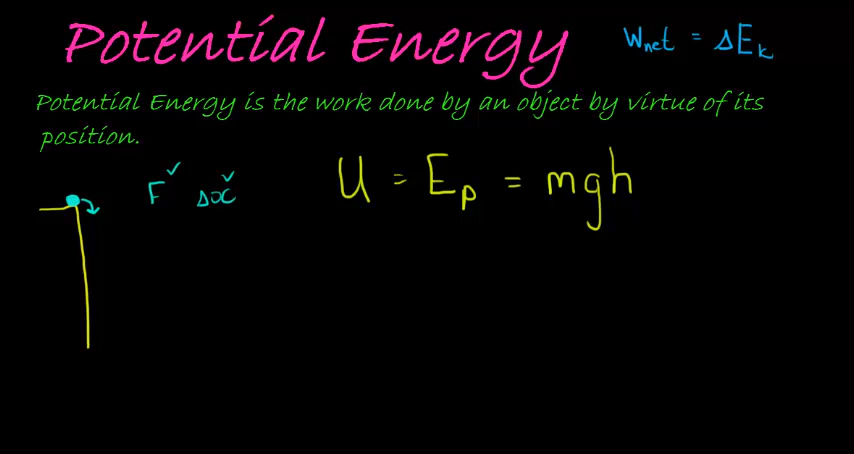 Potential Energy
Wnet = ΔEk
Potential Energy is the work done by an object by virtue of its
position.
F✓ Δx✓
U = Ep = mgh